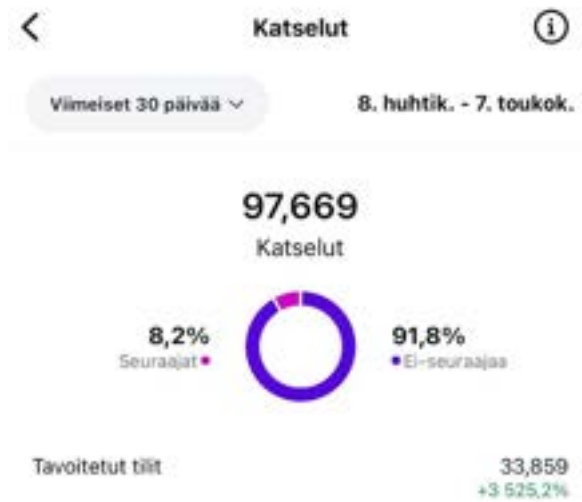 Katselut
Viimeiset 30 päivää
8. huhtik. - 7. toukok.
97,669
Katselut
8,2%
Seuraajat
91,8%
Ei-seuraajaa
Tavoitetut tilit
33,859
+3 525,2%